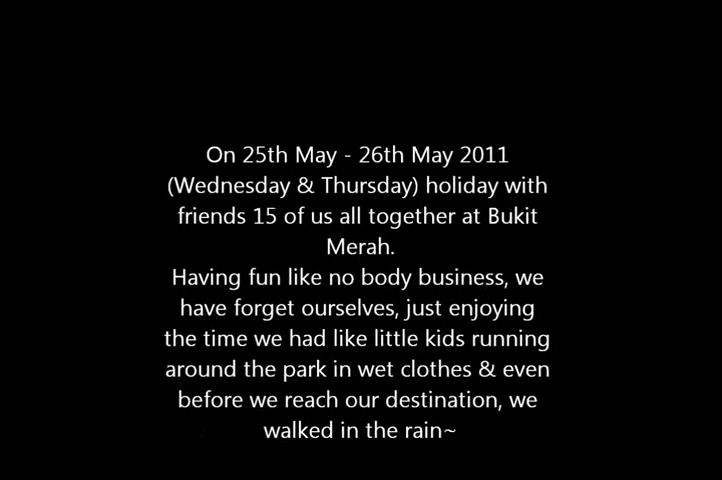 On 25th May - 26th May 2011
(Wednesday & Thursday) holiday with
friends 15 of us all together at Bukit
Merah.
Having fun like no body business, we
have forget ourselves, just enjoying
the time we had like little kids running
around the park in wet clothes & even
before we reach our destination, we
walked in the rain~